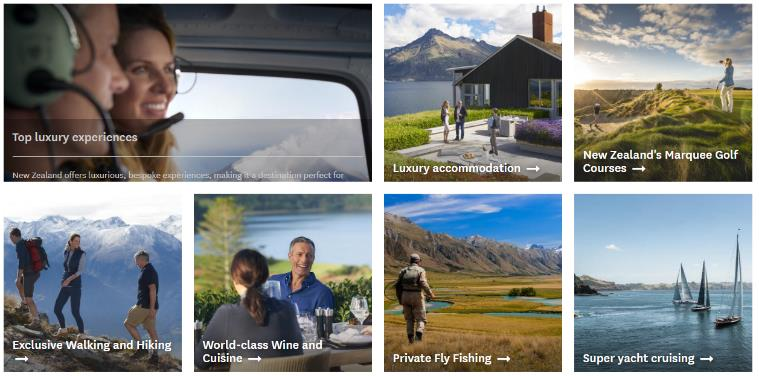 Top luxury experiences
New Zealand offers luxurious, bespoke experiences, making it a destination perfect for
Luxury accommodation →
New Zealand's Marquee Golf
Courses →
Exclusive Walking and Hiking
→
World-class Wine and
Cuisine →
Private Fly Fishing →
Super yacht cruising →